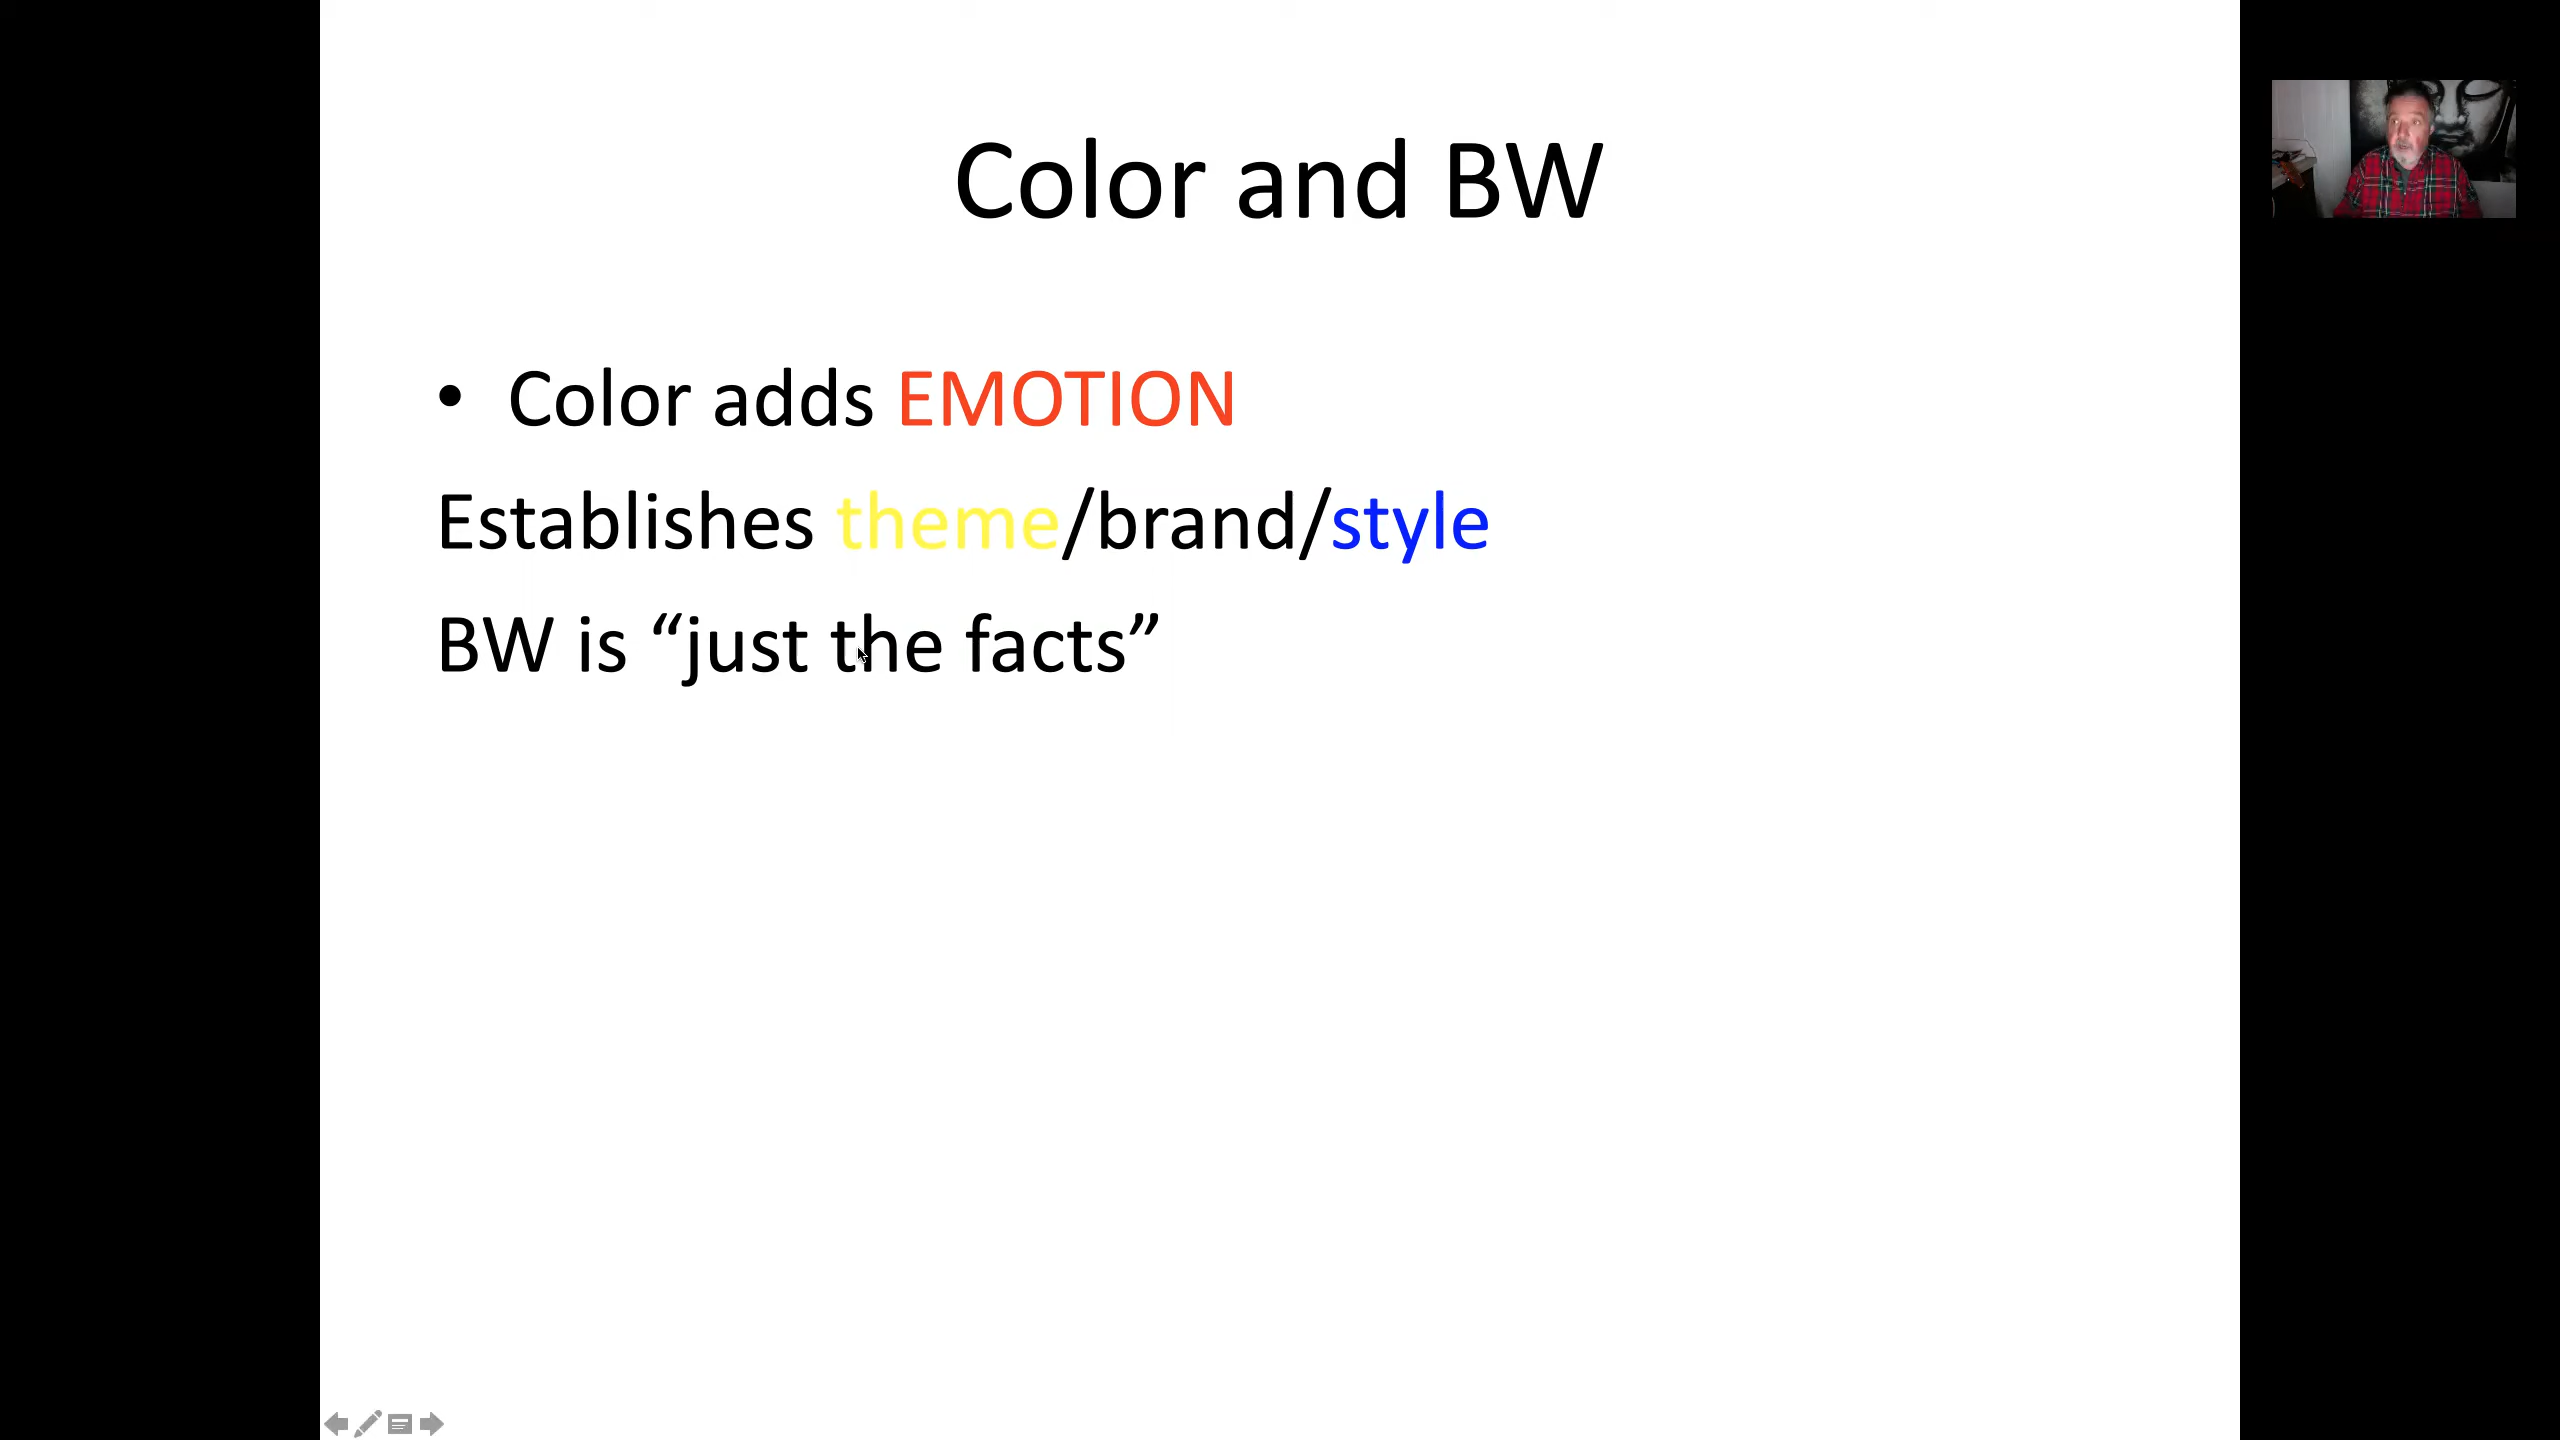 Color and BW
• Color adds EMOTION
Establishes theme/brand/style
BW is “just the facts”